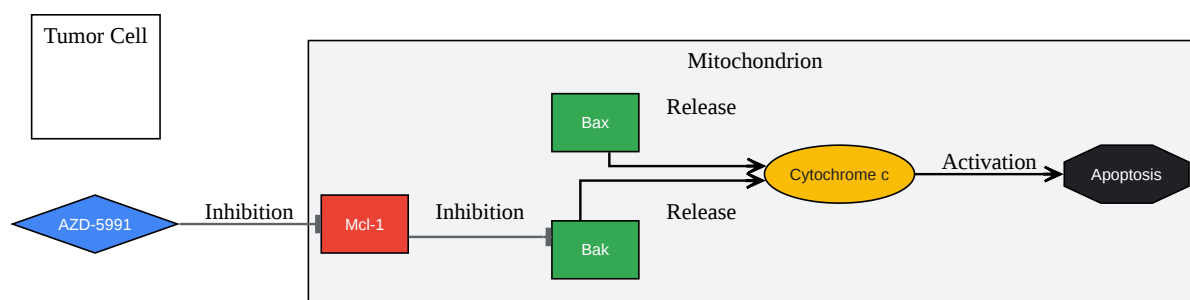 Tumor Cell
Mitochondrion
Bax
Release
Cytochrome c
Activation
Apoptosis
AZD-5991
Inhibition
Mcl-1
Inhibition
Release
Bak